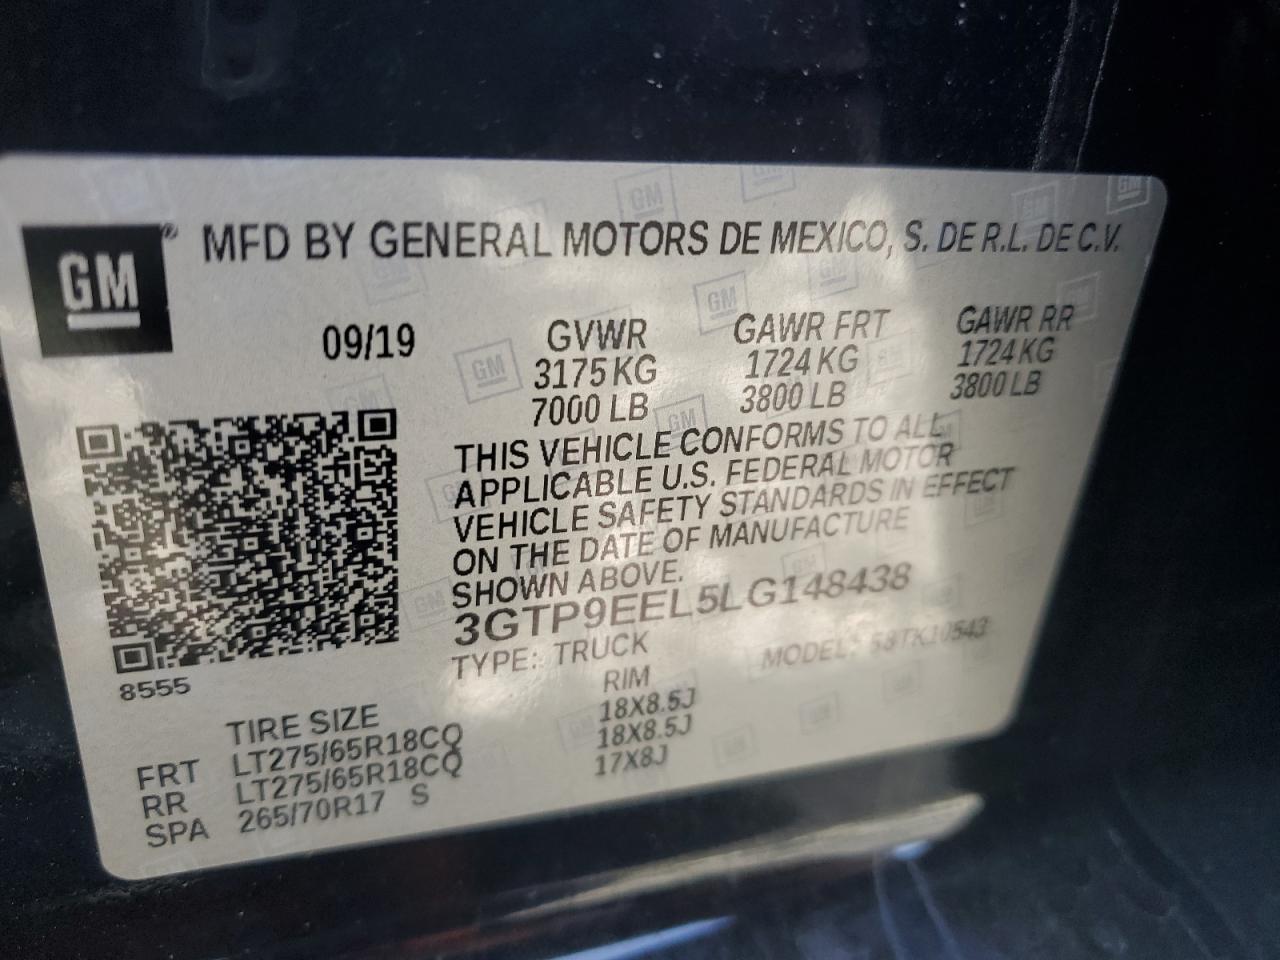 GM® MFD BY GENERAL MOTORS DE MEXICO, S. DE R.L. DE C.V.
09/19 GVWR GAWR FRT GAWR RR
3175 KG 1724 KG 1724 KG
7000 LB 3800 LB 3800 LB
THIS VEHICLE CONFORMS TO ALL
APPLICABLE U.S. FEDERAL MOTOR
VEHICLE SAFETY STANDARDS IN EFFECT
ON THE DATE OF MANUFACTURE
SHOWN ABOVE.
3GTP9EEL5LG148438
TYPE: TRUCK MODEL: 58TK10543
8555
TIRE SIZE RIM
FRT LT275/65R18CQ 18X8.5J
RR LT275/65R18CQ 18X8.5J
SPA 265/70R17 S 17X8J